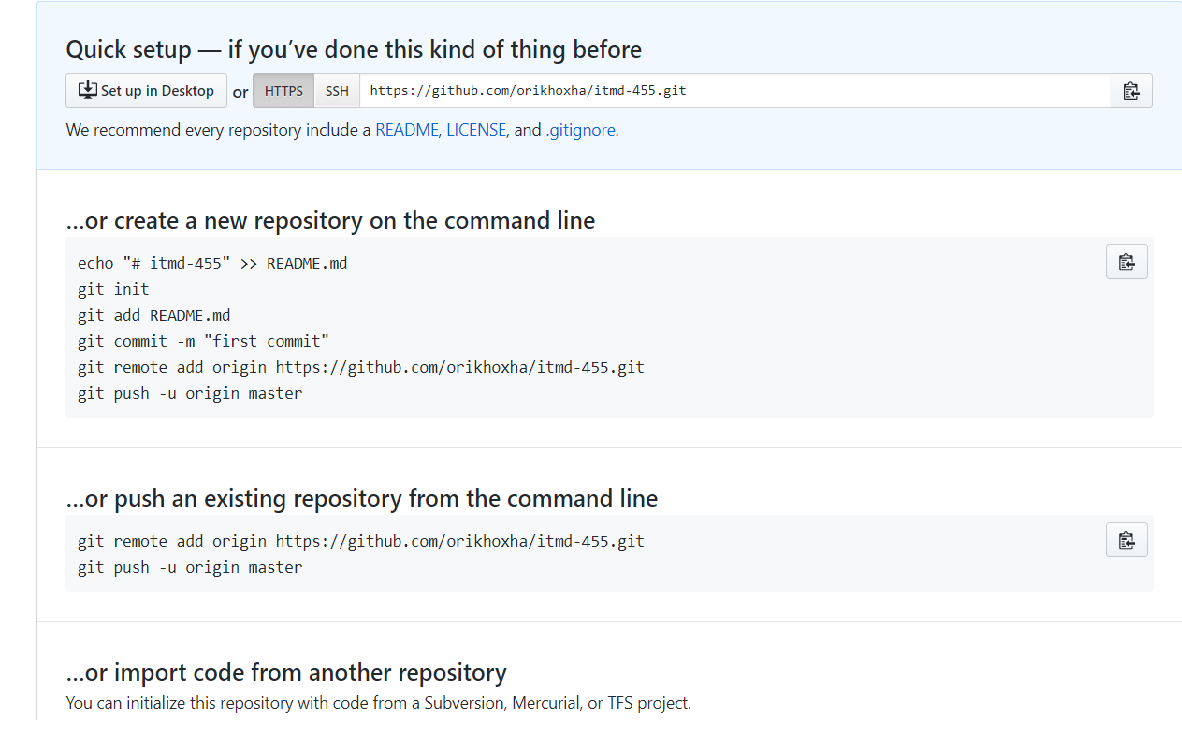 Quick setup — if you’ve done this kind of thing before
Set up in Desktop or HTTPS SSH https://github.com/orikhoxha/itmd-455.git
We recommend every repository include a README, LICENSE, and .gitignore.
...or create a new repository on the command line
echo "# itmd-455" >> README.md
git init
git add README.md
git commit -m "first commit"
git remote add origin https://github.com/orikhoxha/itmd-455.git
git push -u origin master
...or push an existing repository from the command line
git remote add origin https://github.com/orikhoxha/itmd-455.git
git push -u origin master
...or import code from another repository
You can initialize this repository with code from a Subversion, Mercurial, or TFS project.